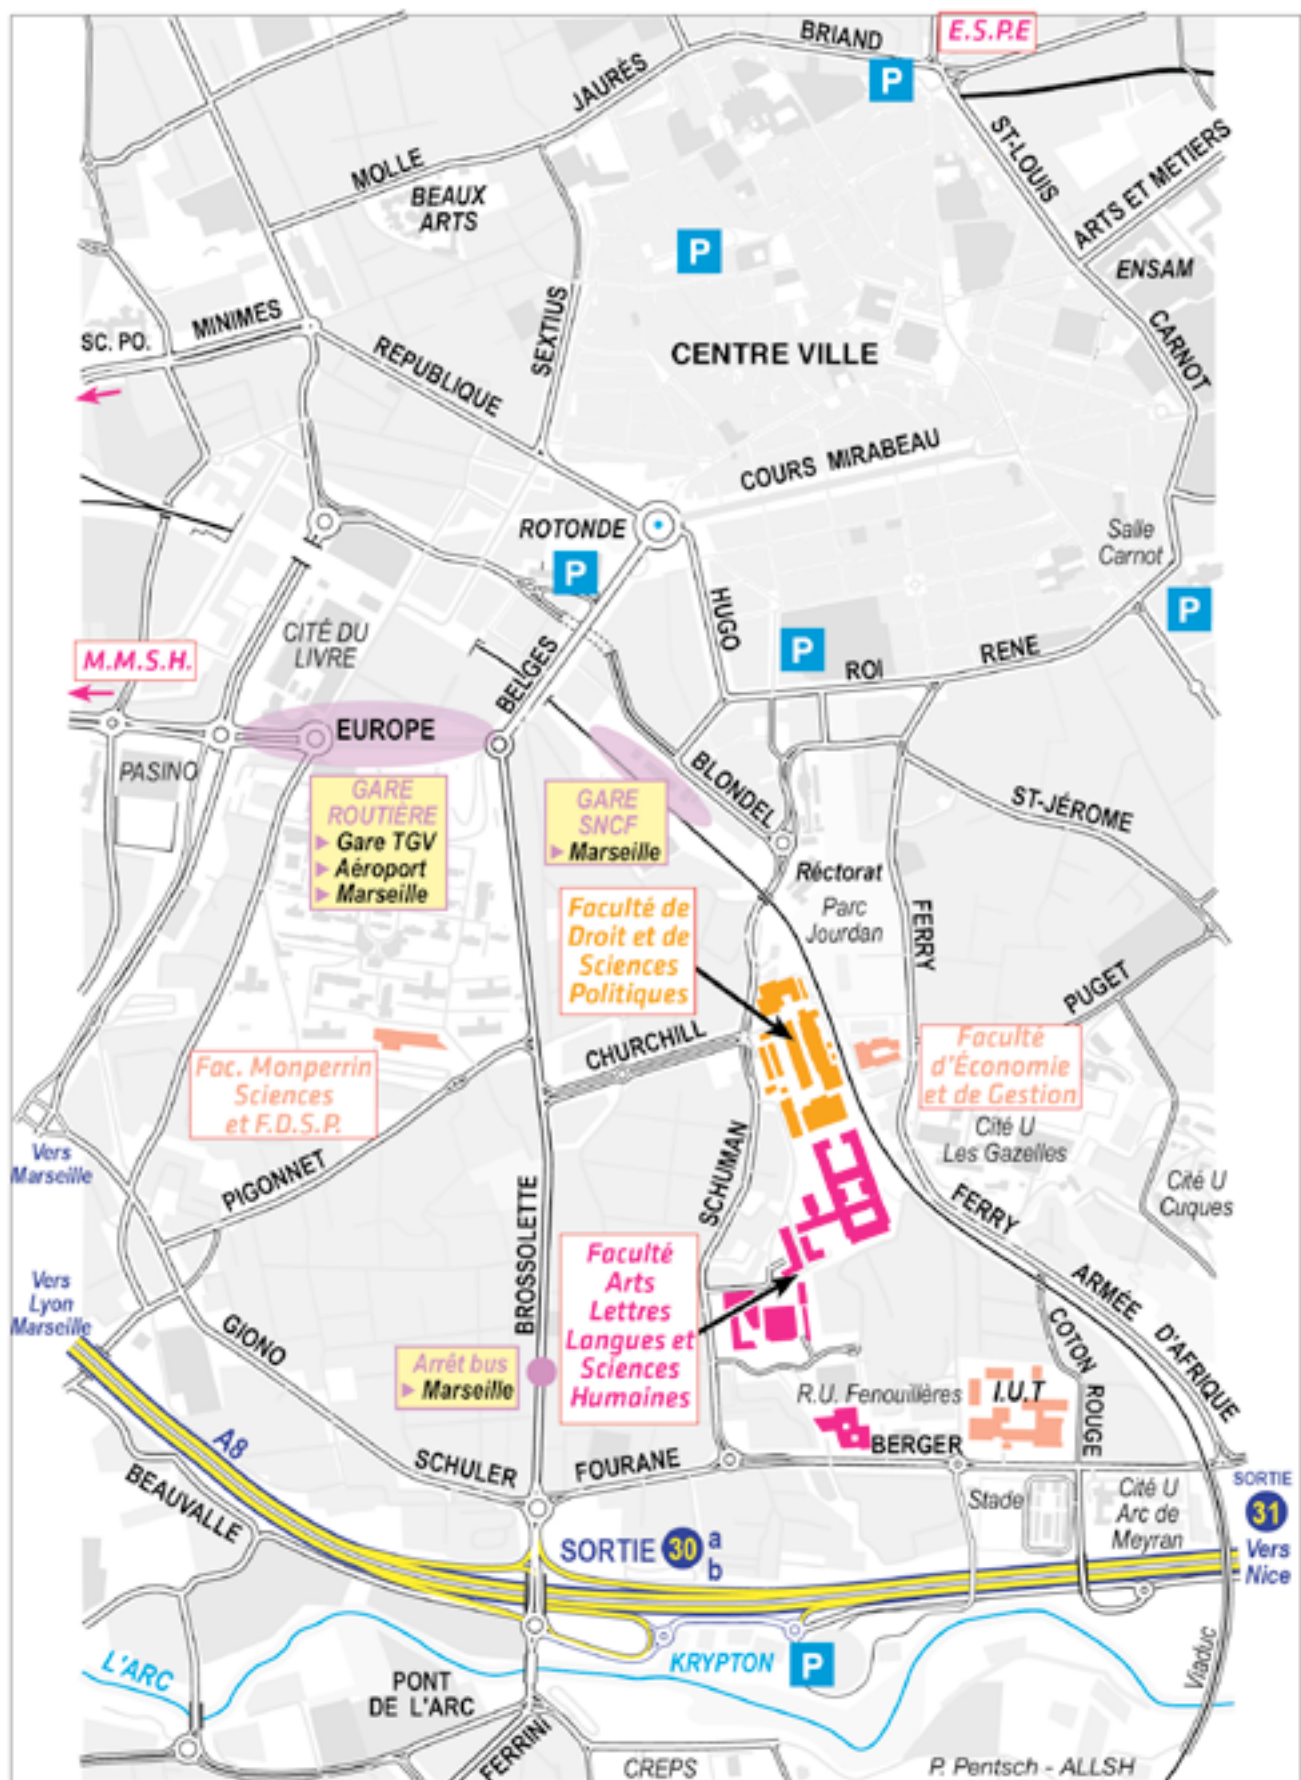 E.S.P.E
BRIAND
P
JAURÈS
ST-LOUIS
ARTS ET METIERS
MOLLE
BEAUX
ARTS
P
ENSAM
MINIMES
SC. PO.
SEXTIUS
CARNOT
REPUBLIQUE
CENTRE VILLE
COURS MIRABEAU
ROTONDE
Salle
Carnot
P
P
HUGO
CITÉ DU
LIVRE
M.M.S.H.
P
ROI
RENE
BELGES
EUROPE
PASINO
BLONDEL
ST-JÉROME
GARE
ROUTIÈRE
► Gare TGV
► Aéroport
► Marseille
GARE
SNCF
► Marseille
Réctorat
Parc
Jourdan
FERRY
Faculté de
Droit et de
Sciences
Politiques
PUGET
CHURCHILL
Faculté
d'Économie
et de Gestion
Fac. Monperrin
Sciences
et F.D.S.P.
Cité U
Les Gazelles
Vers
Marseille
PIGONNET
SCHUMAN
Cité U
Cuques
FERRY
BROSSOLETTE
Faculté
Arts
Lettres
Langues et
Sciences
Humaines
Vers
Lyon
Marseille
ARMÉE
D'AFRIQUE
GIONO
COTON
ROUGE
Arrêt bus
► Marseille
R.U. Fenouillères
I.U.T
A8
BERGER
SCHULER
FOURANE
BEAUVALLE
Stade
Cité U
Arc de
Meyran
SORTIE
31
Vers
Nice
SORTIE 30 a
b
KRYPTON
P
L'ARC
PONT
DE L'ARC
Viaduc
FERRINI
CREPS
P. Pentsch - ALLSH